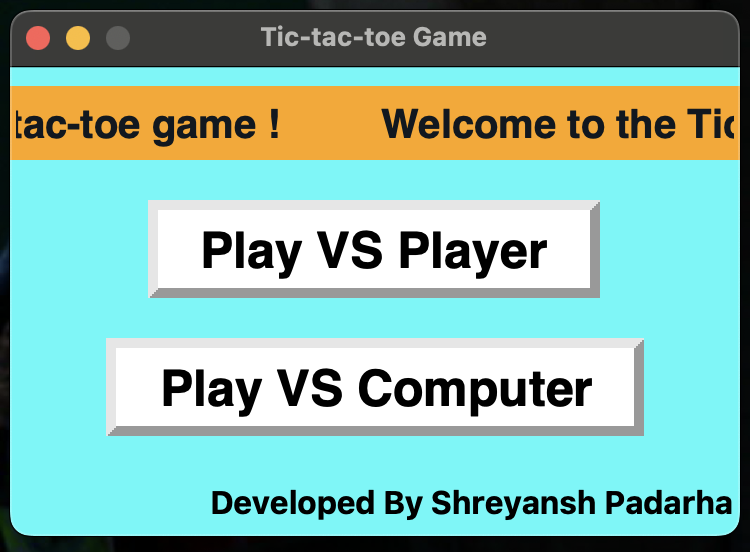 Tic-tac-toe Game
tac-toe game ! Welcome to the Tic
Play VS Player
Play VS Computer
Developed By Shreyansh Padarha